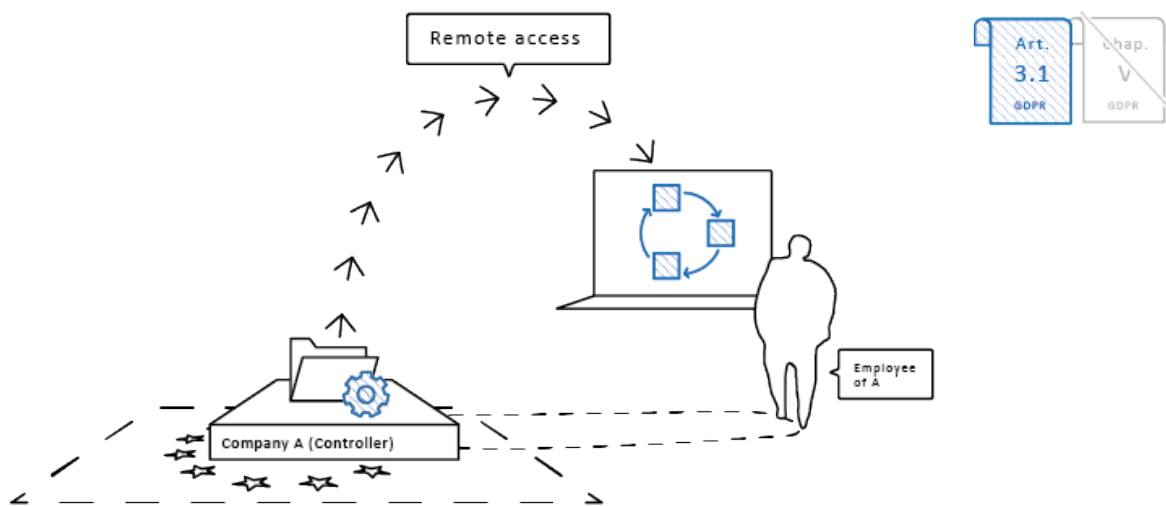 Remote access
Art.
3.1
GDPR
Chap.
V
GDPR
Employee
of A
Company A (Controller)